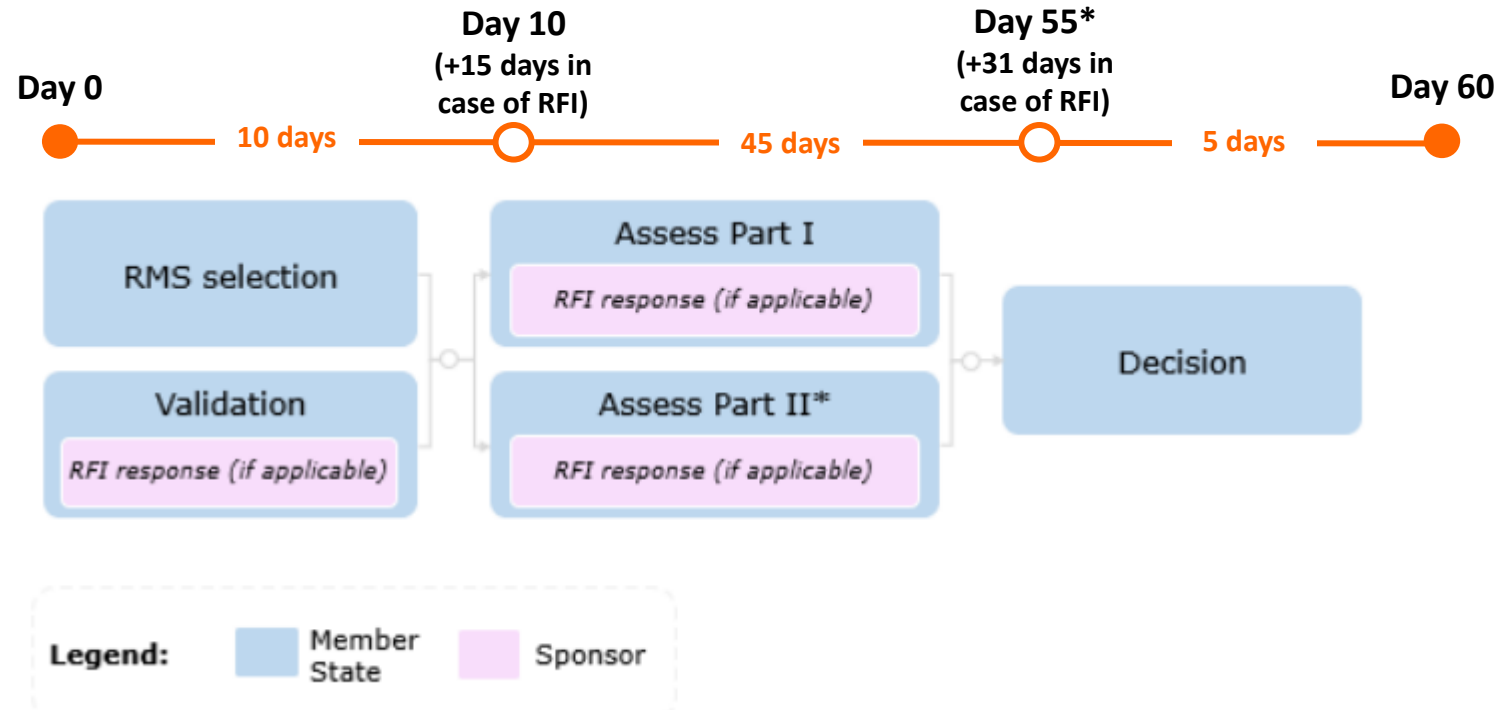 Day 0
Day 10
(+15 days in
case of RFI)
Day 55*
(+31 days in
case of RFI)
Day 60
10 days
45 days
5 days
RMS selection
Validation
RFI response (if applicable)
Assess Part I
RFI response (if applicable)
Assess Part II*
RFI response (if applicable)
Decision
Legend:
Member
State
Sponsor